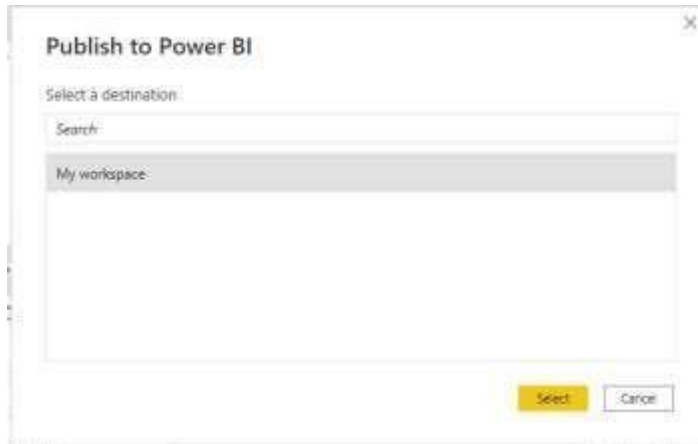 Publish to Power BI
Select a destination
Search
My workspace
Select
Cancel